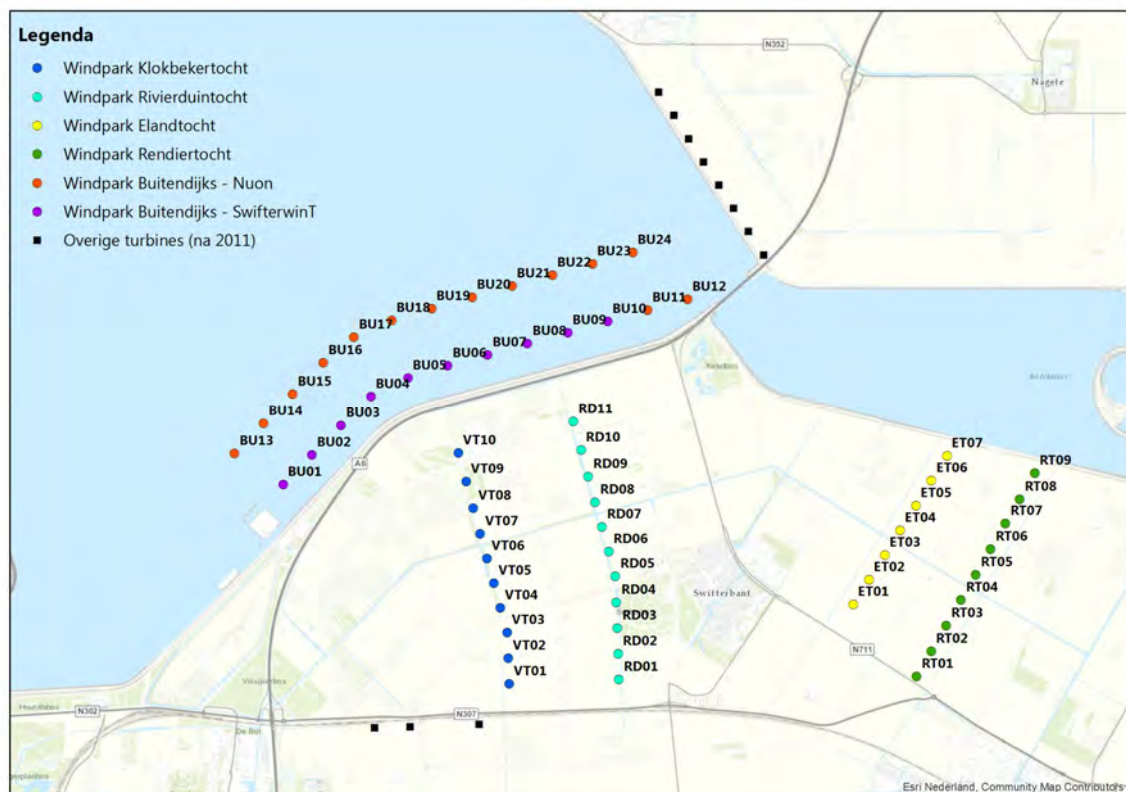 Legenda
Windpark Klokbekertocht
Windpark Rivierduintocht
Windpark Elandtocht
Windpark Rendiertocht
Windpark Buitendijks - Nuon
Windpark Buitendijks - SwifterwinT
Overige turbines (na 2011)
N352
Nagele
BU24
BU23
BU22
BU21
BU20
BU19
BU18
BU17
BU16
BU15
BU14
BU13
BU12
BU11
BU10
BU09
BU08
BU07
BU06
BU05
BU04
BU03
BU02
BU01
A6
RD11
RD10
RD09
RD08
RD07
RD06
RD05
RD04
RD03
RD02
RD01
VT10
VT09
VT08
VT07
VT06
VT05
VT04
VT03
VT02
VT01
ET07
ET06
ET05
ET04
ET03
ET02
ET01
RT09
RT08
RT07
RT06
RT05
RT04
RT03
RT02
RT01
Swifterbant
N711
Visvijverbos
N302
De Bol
N307
Esri Nederland, Community Map Contributors